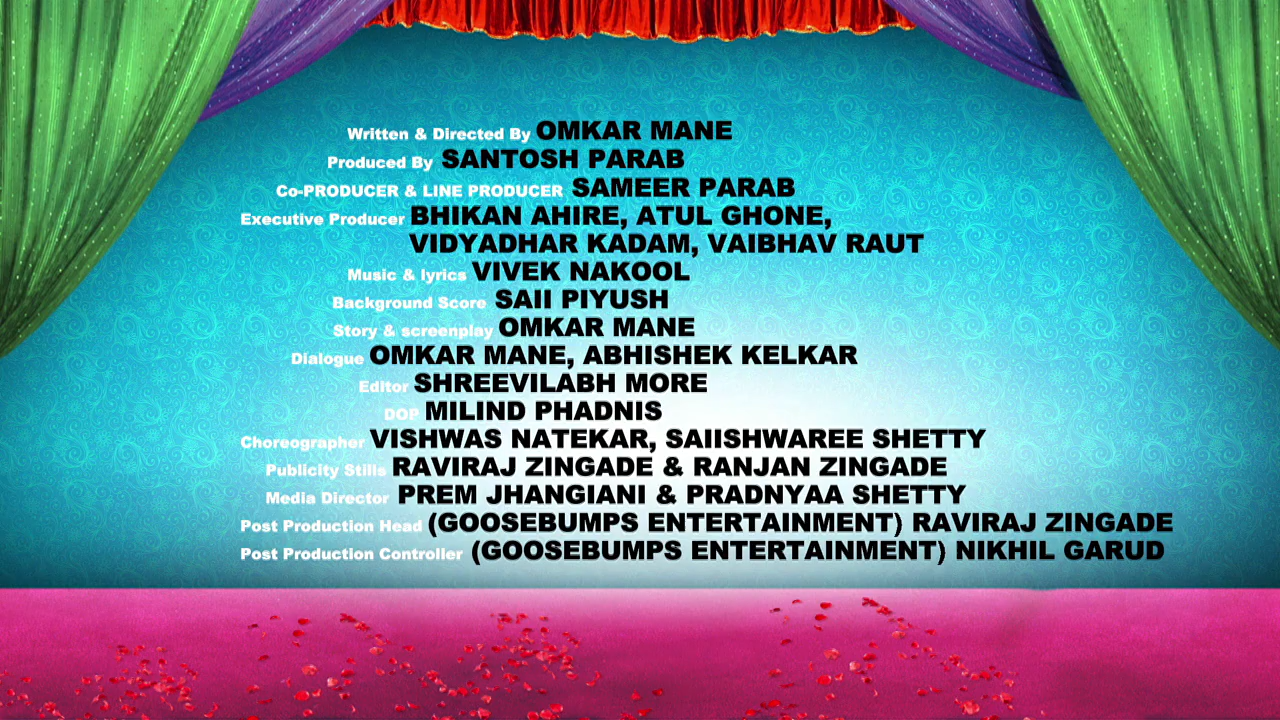 Written & Directed By OMKAR MANE
Produced By SANTOSH PARAB
Co-PRODUCER & LINE PRODUCER SAMEER PARAB
Executive Producer BHIKAN AHIRE, ATUL GHONE,
VIDYADHAR KADAM, VAIBHAV RAUT
Music & lyrics VIVEK NAKOOL
Background Score SAII PIYUSH
Story & screenplay OMKAR MANE
Dialogue OMKAR MANE, ABHISHEK KELKAR
Editor SHREEVILABH MORE
DOP MILIND PHADNIS
Choreographer VISHWAS NATEKAR, SAIISHWAREE SHETTY
Publicity Stills RAVIRAJ ZINGADE & RANJAN ZINGADE
Media Director PREM JHANGIANI & PRADNYAA SHETTY
Post Production Head (GOOSEBUMPS ENTERTAINMENT) RAVIRAJ ZINGADE
Post Production Controller (GOOSEBUMPS ENTERTAINMENT) NIKHIL GARUD